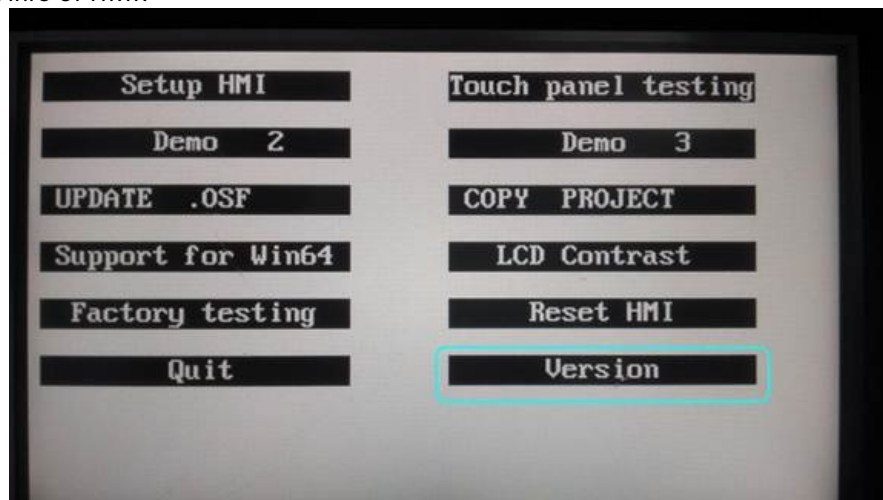 Setup HMI
Touch panel testing
Demo 2
Demo 3
UPDATE .OSF
COPY PROJECT
Support for Win64
LCD Contrast
Factory testing
Reset HMI
Quit
Version